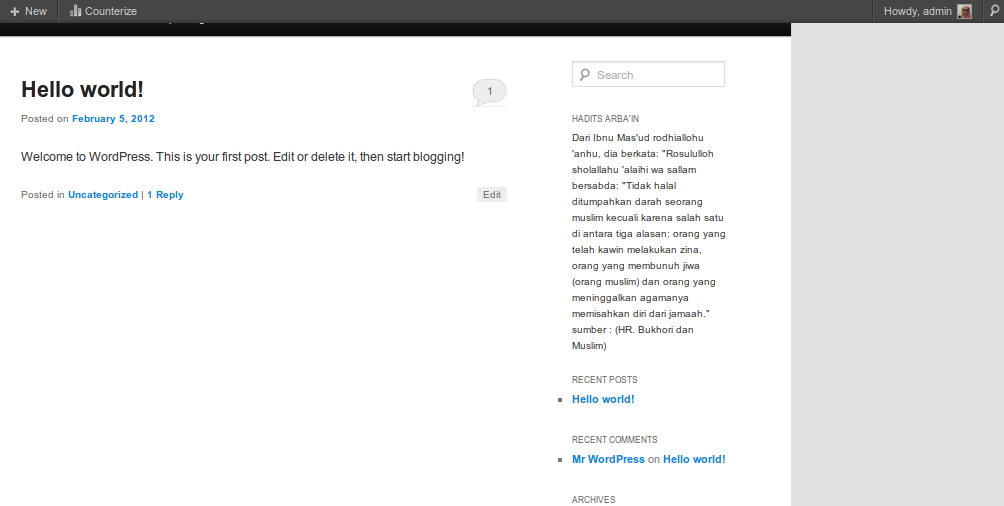 New Counterize Howdy, admin
Hello world!
1
Posted on February 5, 2012
Welcome to WordPress. This is your first post. Edit or delete it, then start blogging!
Posted in Uncategorized | 1 Reply
Edit
Search
HADITS ARBA'IN
Dari Ibnu Mas'ud rodhiallohu
'anhu, dia berkata: "Rosululloh
sholallahu 'alaihi wa sallam
bersabda: "Tidak halal
ditumpahkan darah seorang
muslim kecuali karena salah satu
di antara tiga alasan: orang yang
telah kawin melakukan zina,
orang yang membunuh jiwa
(orang muslim) dan orang yang
meninggalkan agamanya
memisahkan diri dari jamaah."
sumber : (HR. Bukhori dan
Muslim)
RECENT POSTS
Hello world!
RECENT COMMENTS
Mr WordPress on Hello world!
ARCHIVES